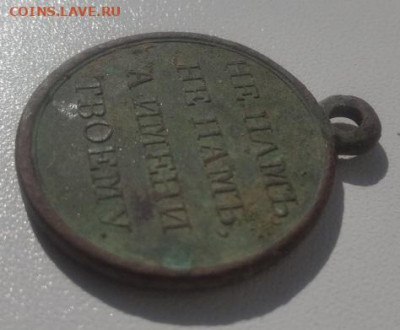 COINS.LAVE.RU
НЕ НАМЪ,
НЕ НАМЪ,
А ИМЕНИ
ТВОЕМУ.